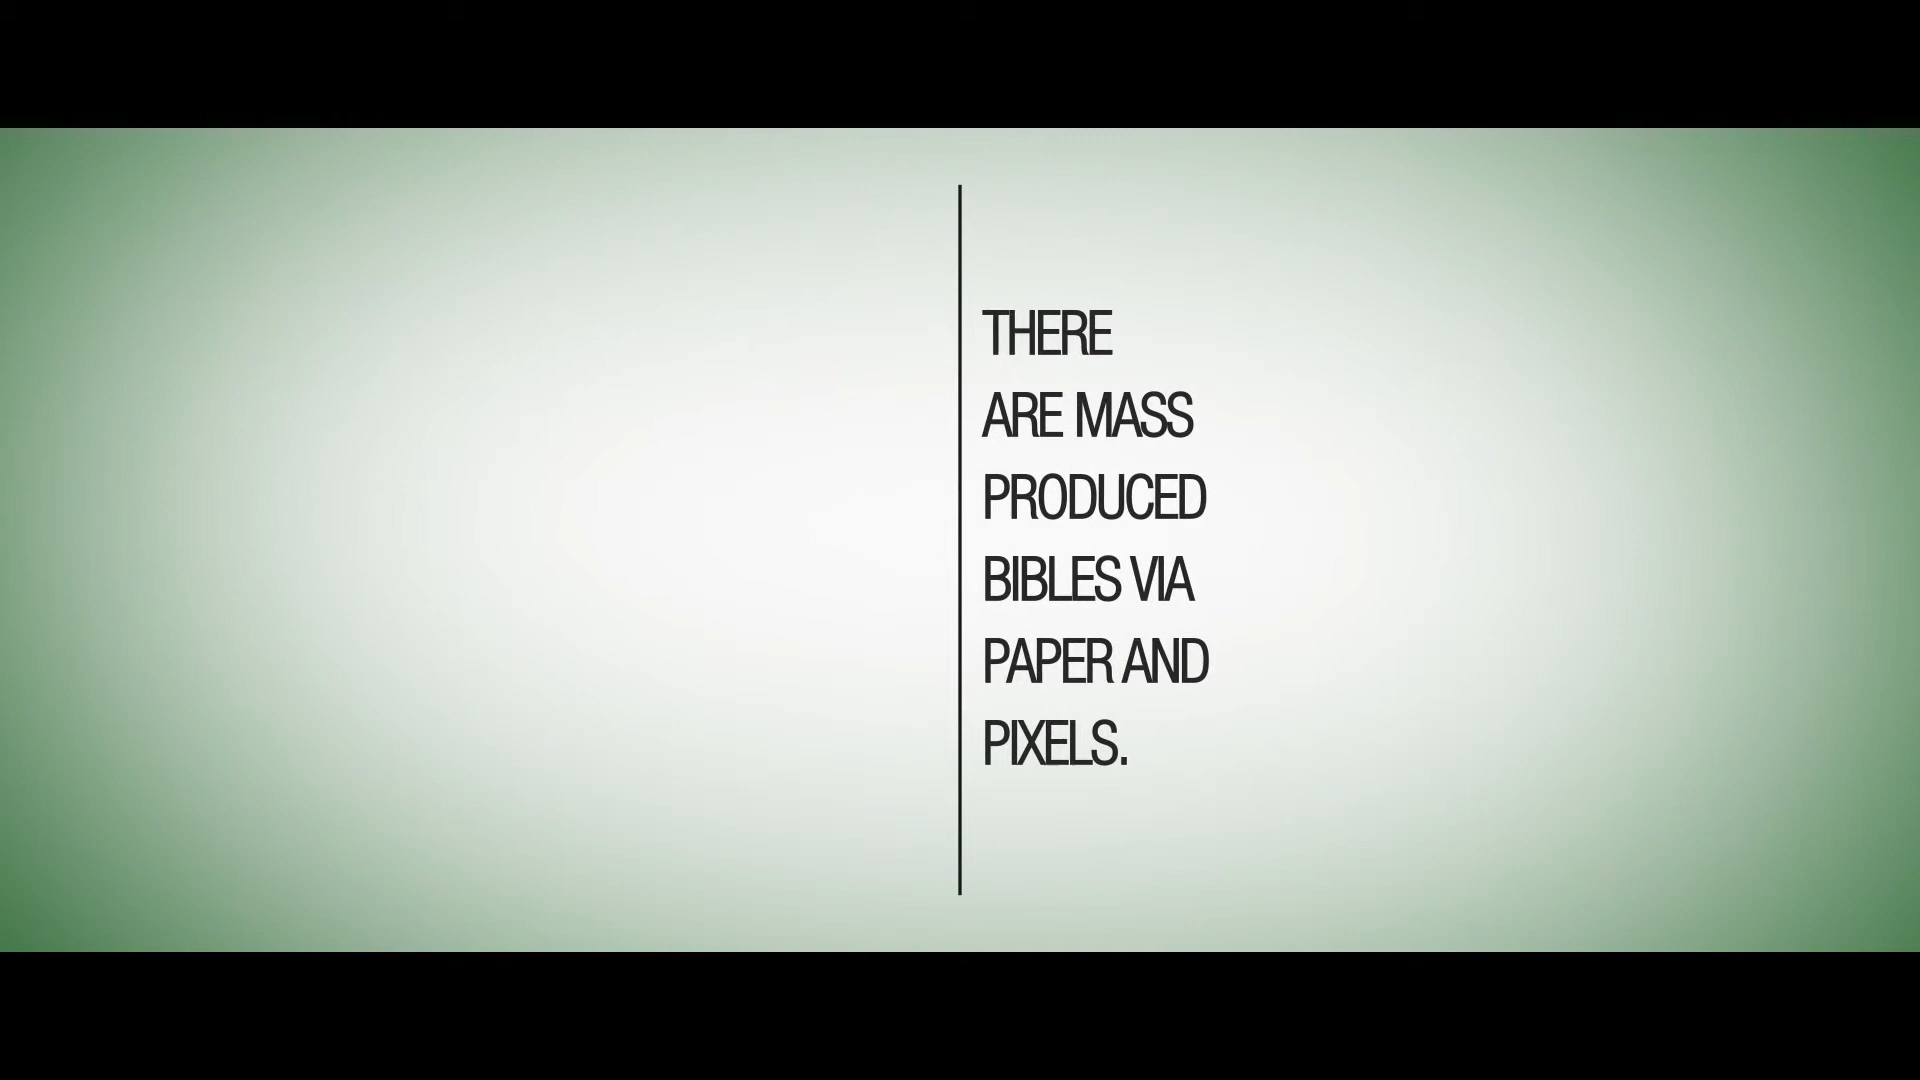 THERE
ARE MASS
PRODUCED
BIBLES VIA
PAPER AND
PIXELS.